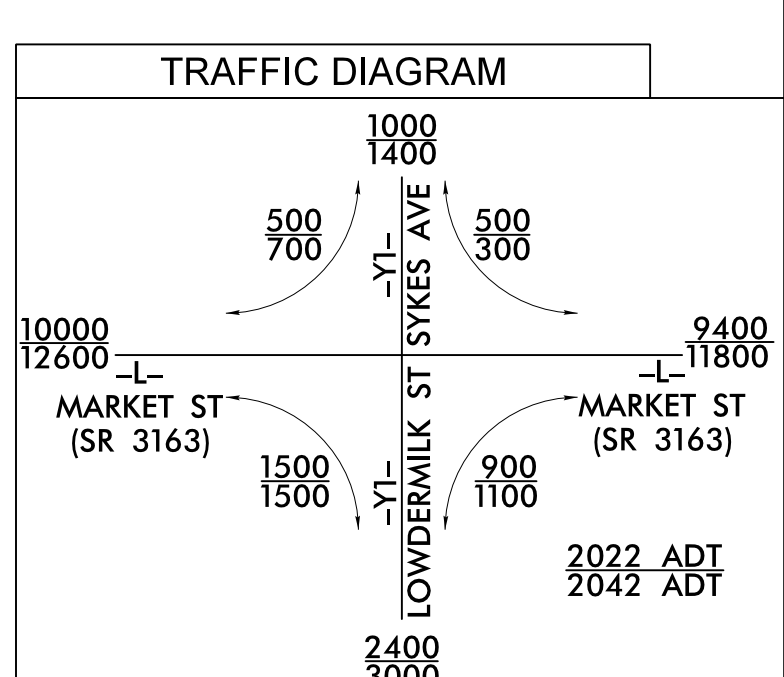 TRAFFIC DIAGRAM
1000
1400
500
700
-Y1-
SYKES AVE
500
300
10000
12600
-L-
MARKET ST
(SR 3163)
9400
11800
-L-
MARKET ST
(SR 3163)
1500
1500
-Y1-
LOWDERMILK ST
900
1100
2022 ADT
2042 ADT
2400
3000